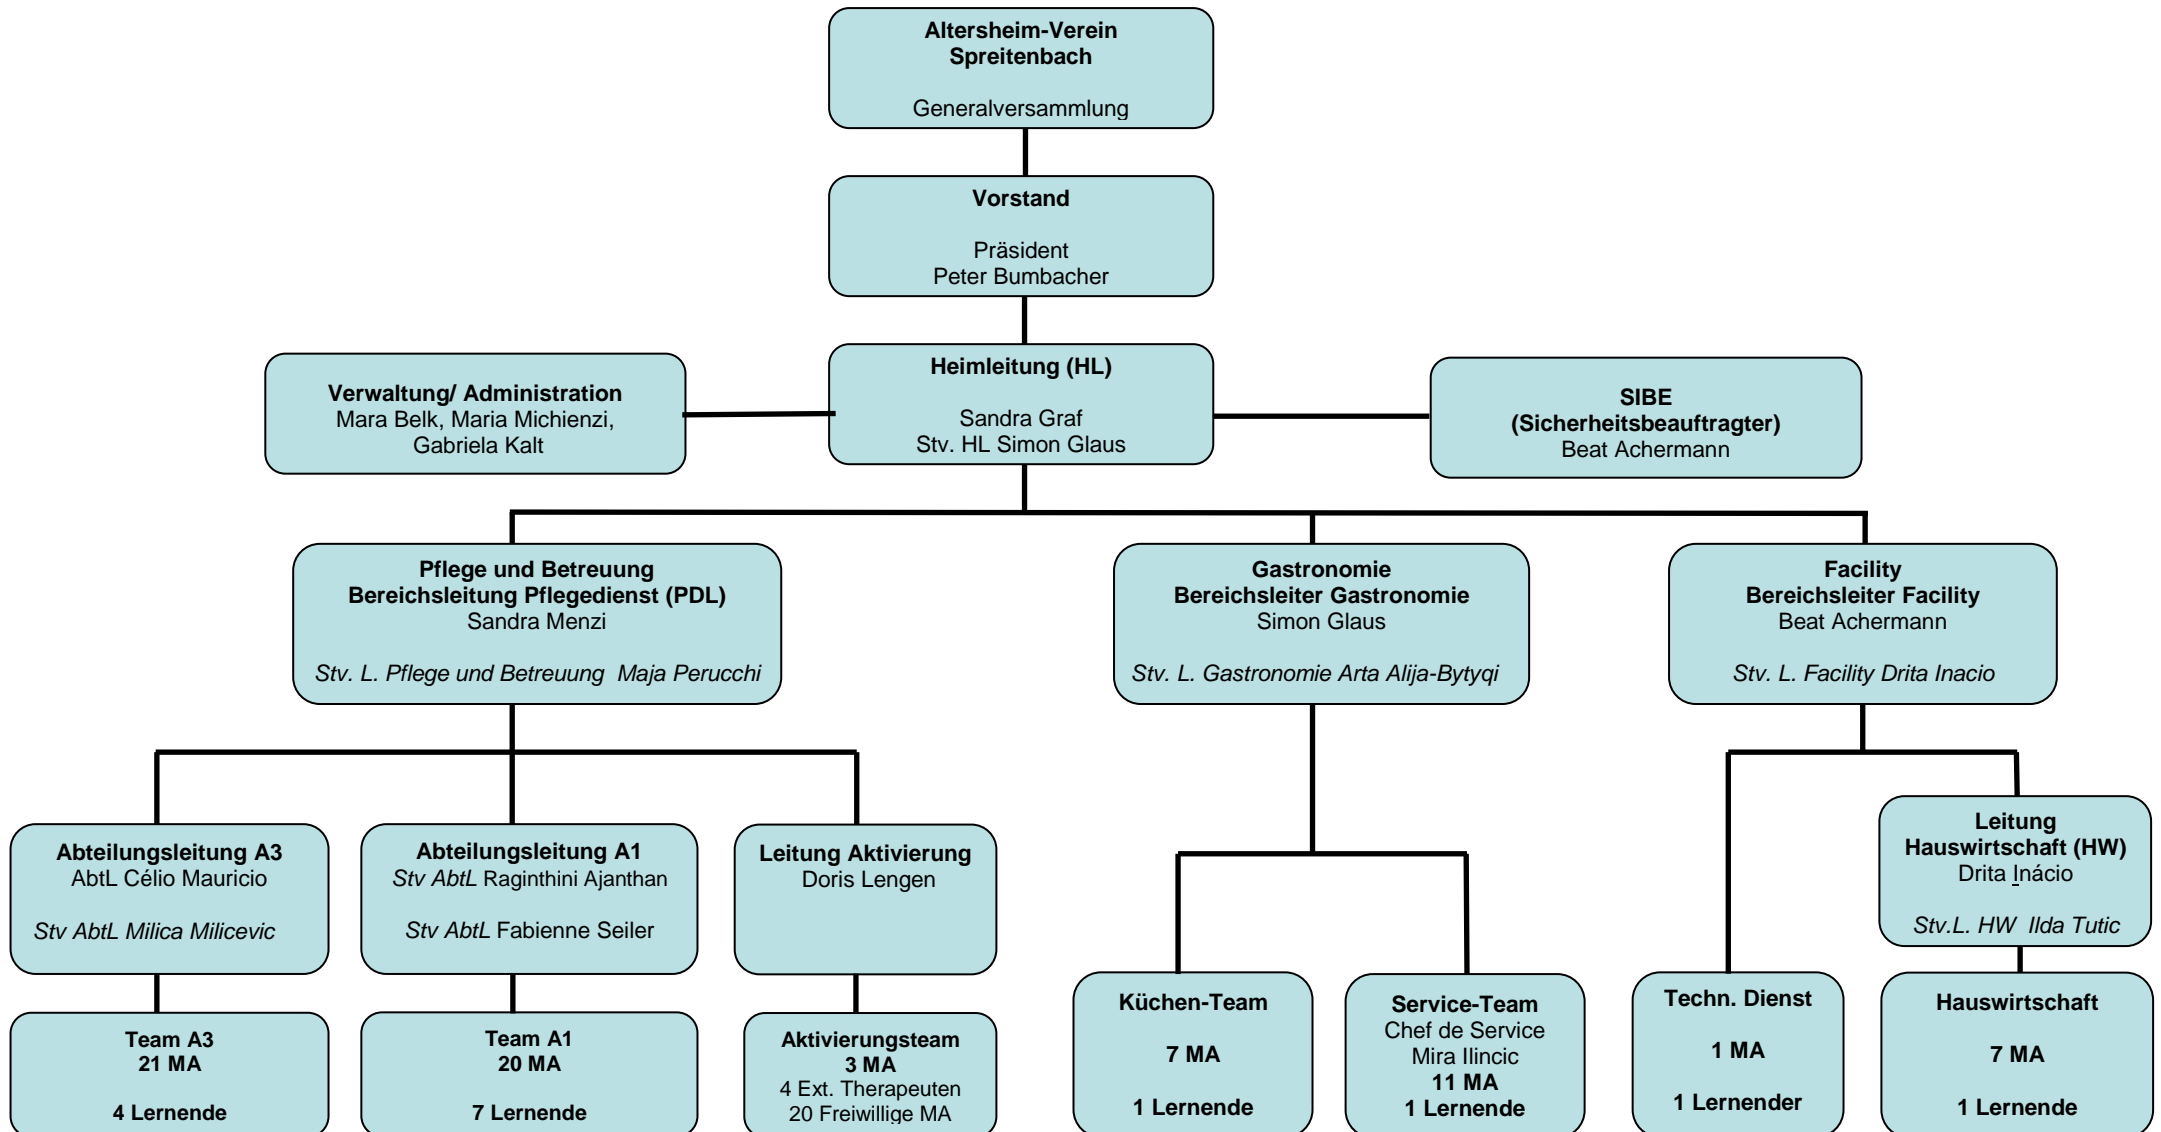 Altersheim-Verein
Spreitenbach
Generalversammlung
Vorstand
Präsident
Peter Bumbacher
Verwaltung/ Administration
Mara Belk, Maria Michienzi,
Gabriela Kalt
Heimleitung (HL)
Sandra Graf
Stv. HL Simon Glaus
SIBE
(Sicherheitsbeauftragter)
Beat Achermann
Pflege und Betreuung
Bereichsleitung Pflegedienst (PDL)
Sandra Menzi
Stv. L. Pflege und Betreuung Maja Perucchi
Gastronomie
Bereichsleiter Gastronomie
Simon Glaus
Stv. L. Gastronomie Arta Alija-Bytyqi
Facility
Bereichsleiter Facility
Beat Achermann
Stv. L. Facility Drita Inacio
Abteilungsleitung A3
AbtL Célio Mauricio
Stv AbtL Milica Milicevic
Abteilungsleitung A1
Stv AbtL Raginthini Ajanthan
Stv AbtL Fabienne Seiler
Leitung Aktivierung
Doris Lengen
Leitung
Hauswirtschaft (HW)
Drita Inácio
Stv.L. HW Ilda Tutic
Team A3
21 MA
4 Lernende
Team A1
20 MA
7 Lernende
Aktivierungsteam
3 MA
4 Ext. Therapeuten
20 Freiwillige MA
Küchen-Team
7 MA
1 Lernende
Service-Team
Chef de Service
Mira Ilincic
11 MA
1 Lernende
Techn. Dienst
1 MA
1 Lernender
Hauswirtschaft
7 MA
1 Lernende